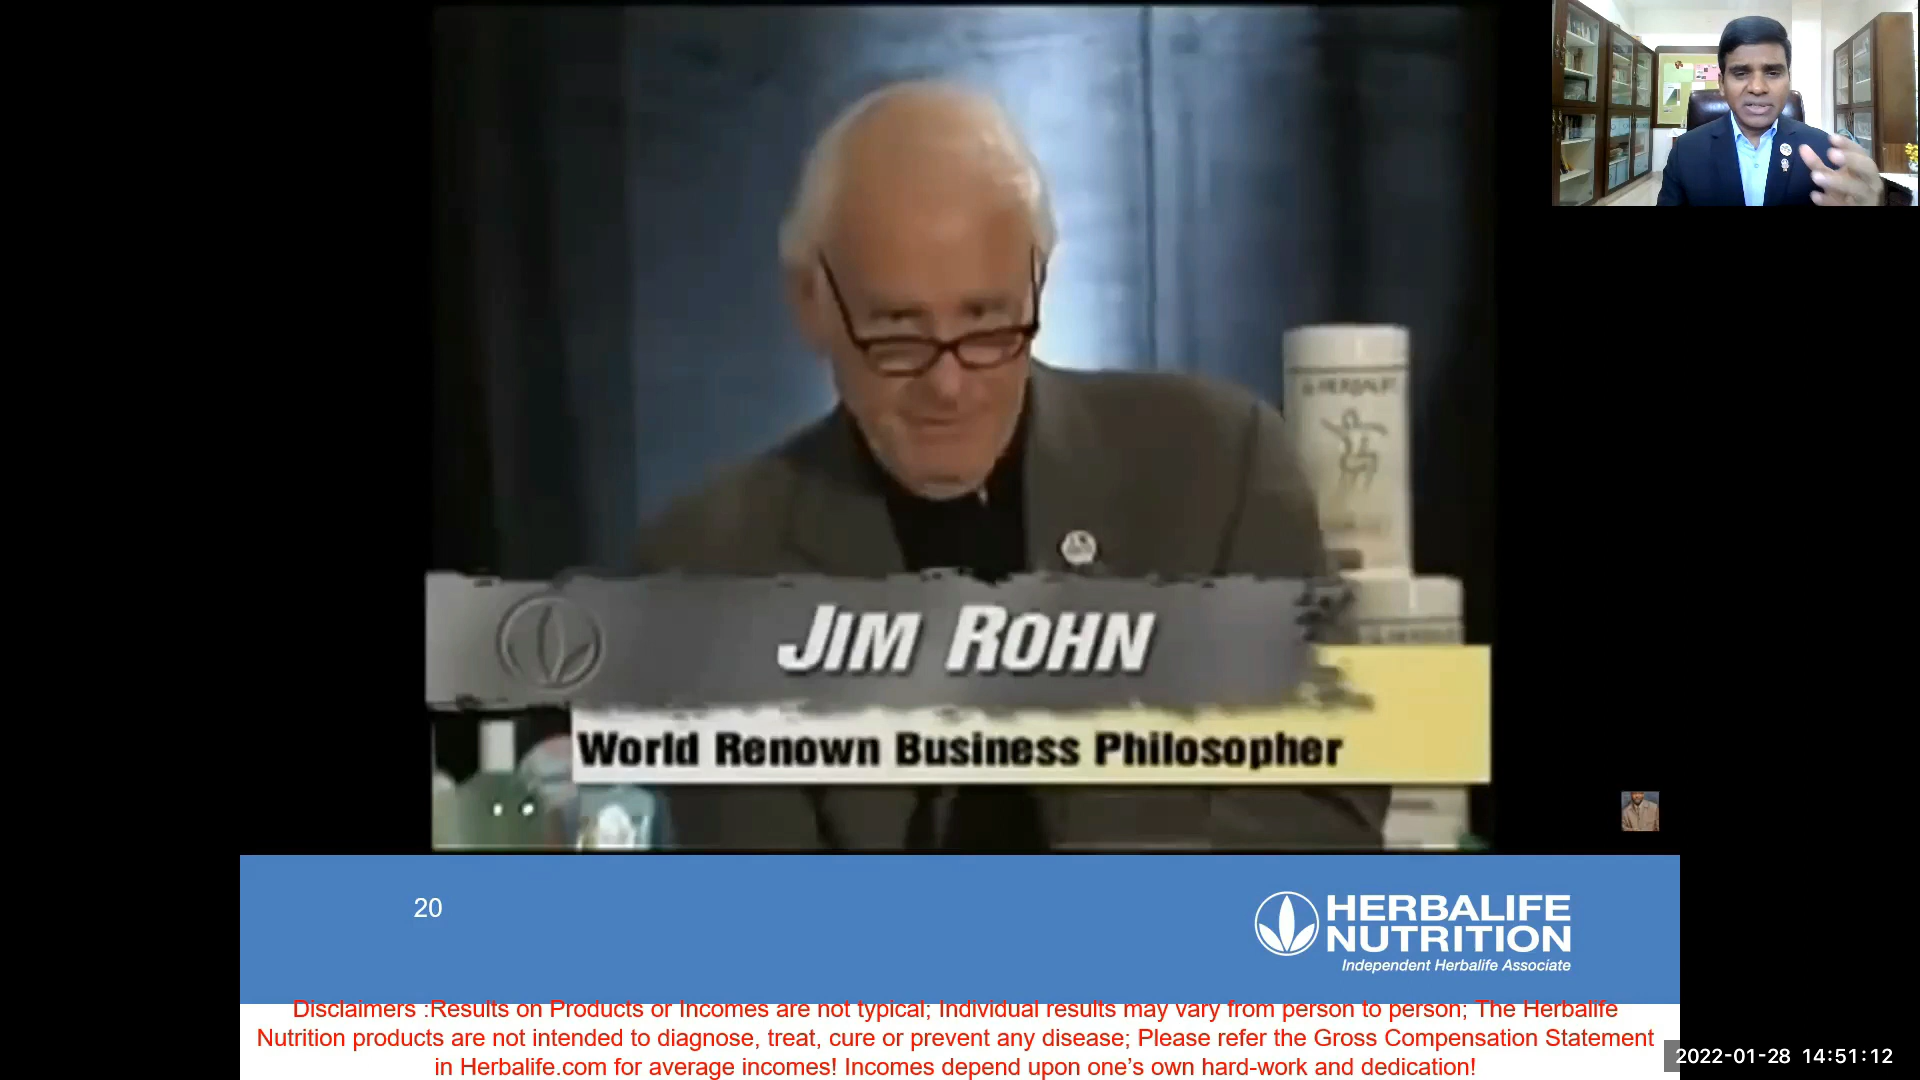 HERBALIFE
JIM ROHN
World Renown Business Philosopher
20
HERBALIFE
NUTRITION
Independent Herbalife Associate
Disclaimers :Results on Products or Incomes are not typical; Individual results may vary from person to person; The Herbalife
Nutrition products are not intended to diagnose, treat, cure or prevent any disease; Please refer the Gross Compensation Statement
in Herbalife.com for average incomes! Incomes depend upon one’s own hard-work and dedication!
2022-01-28 14:51:12